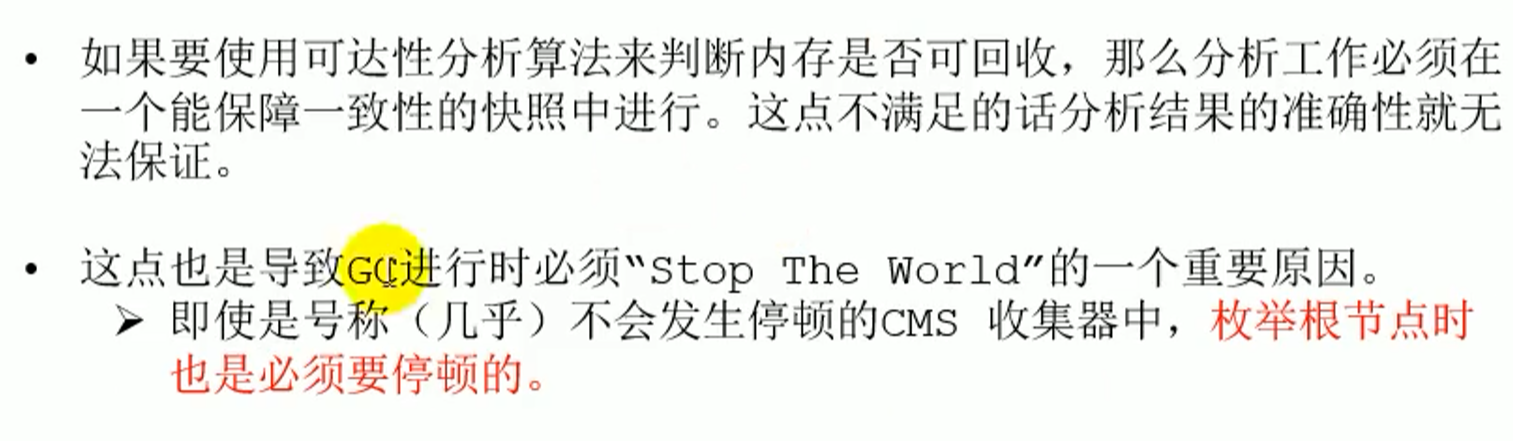 • 如果要使用可达性分析算法来判断内存是否可回收，那么分析工作必须在
一个能保障一致性的快照中进行。这点不满足的话分析结果的准确性就无
法保证。
• 这点也是导致GC进行时必须“Stop The World”的一个重要原因。
➢ 即使是号称（几乎）不会发生停顿的CMS 收集器中，枚举根节点时
也是必须要停顿的。